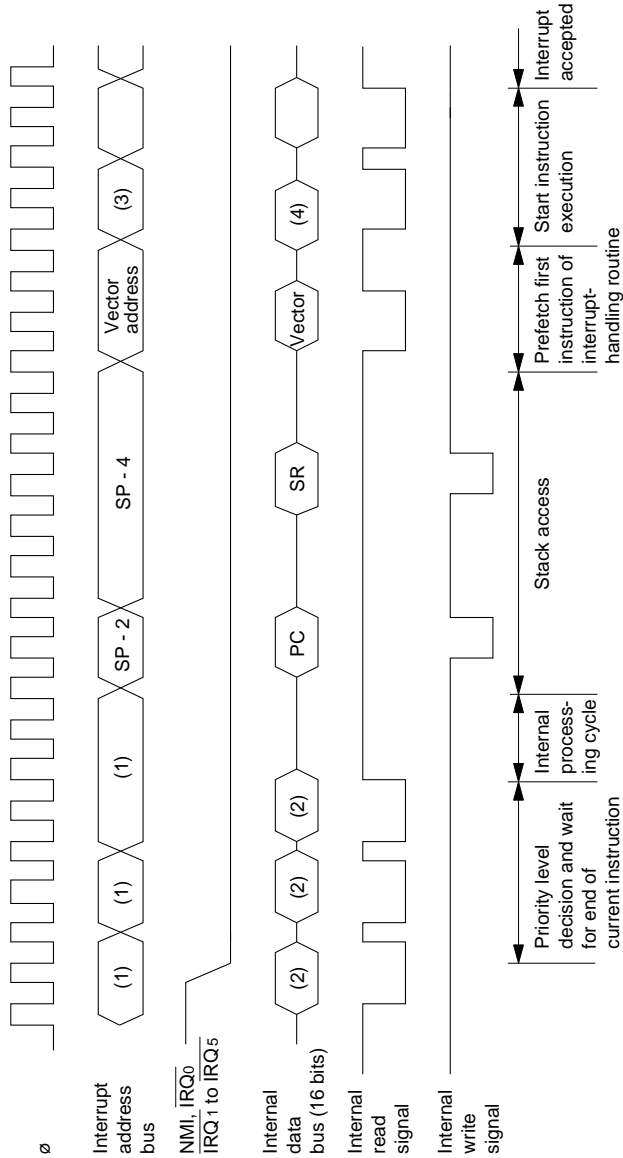 ø
Interrupt
address
bus
(1)
(1)
(1)
SP - 2
SP - 4
Vector
address
(3)
NMI, IRQ0
IRQ1 to IRQ5
Internal
data
bus (16 bits)
(2)
(2)
(2)
PC
SR
Vector
(4)
Internal
read
signal
Internal
write
signal
Priority level
decision and wait
for end of
current instruction
Internal
process-
ing cycle
Stack access
Prefetch first
instruction of
interrupt-
handling routine
Start instruction
execution
Interrupt
accepted